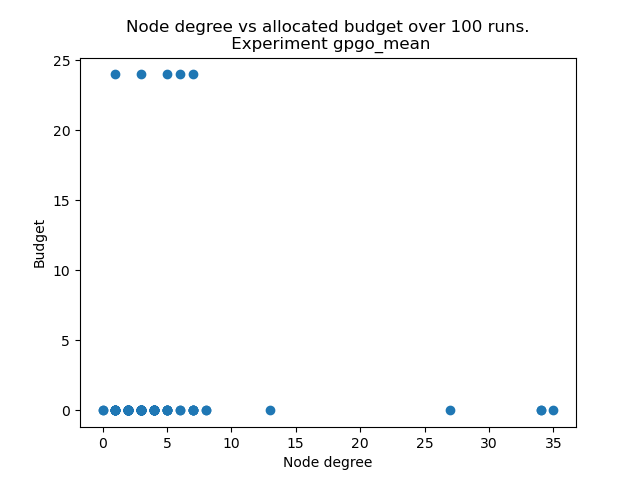 Node degree vs allocated budget over 100 runs.
Experiment gpgo_mean
25
20
15
10
5
0
Budget
0 5 10 15 20 25 30 35
Node degree